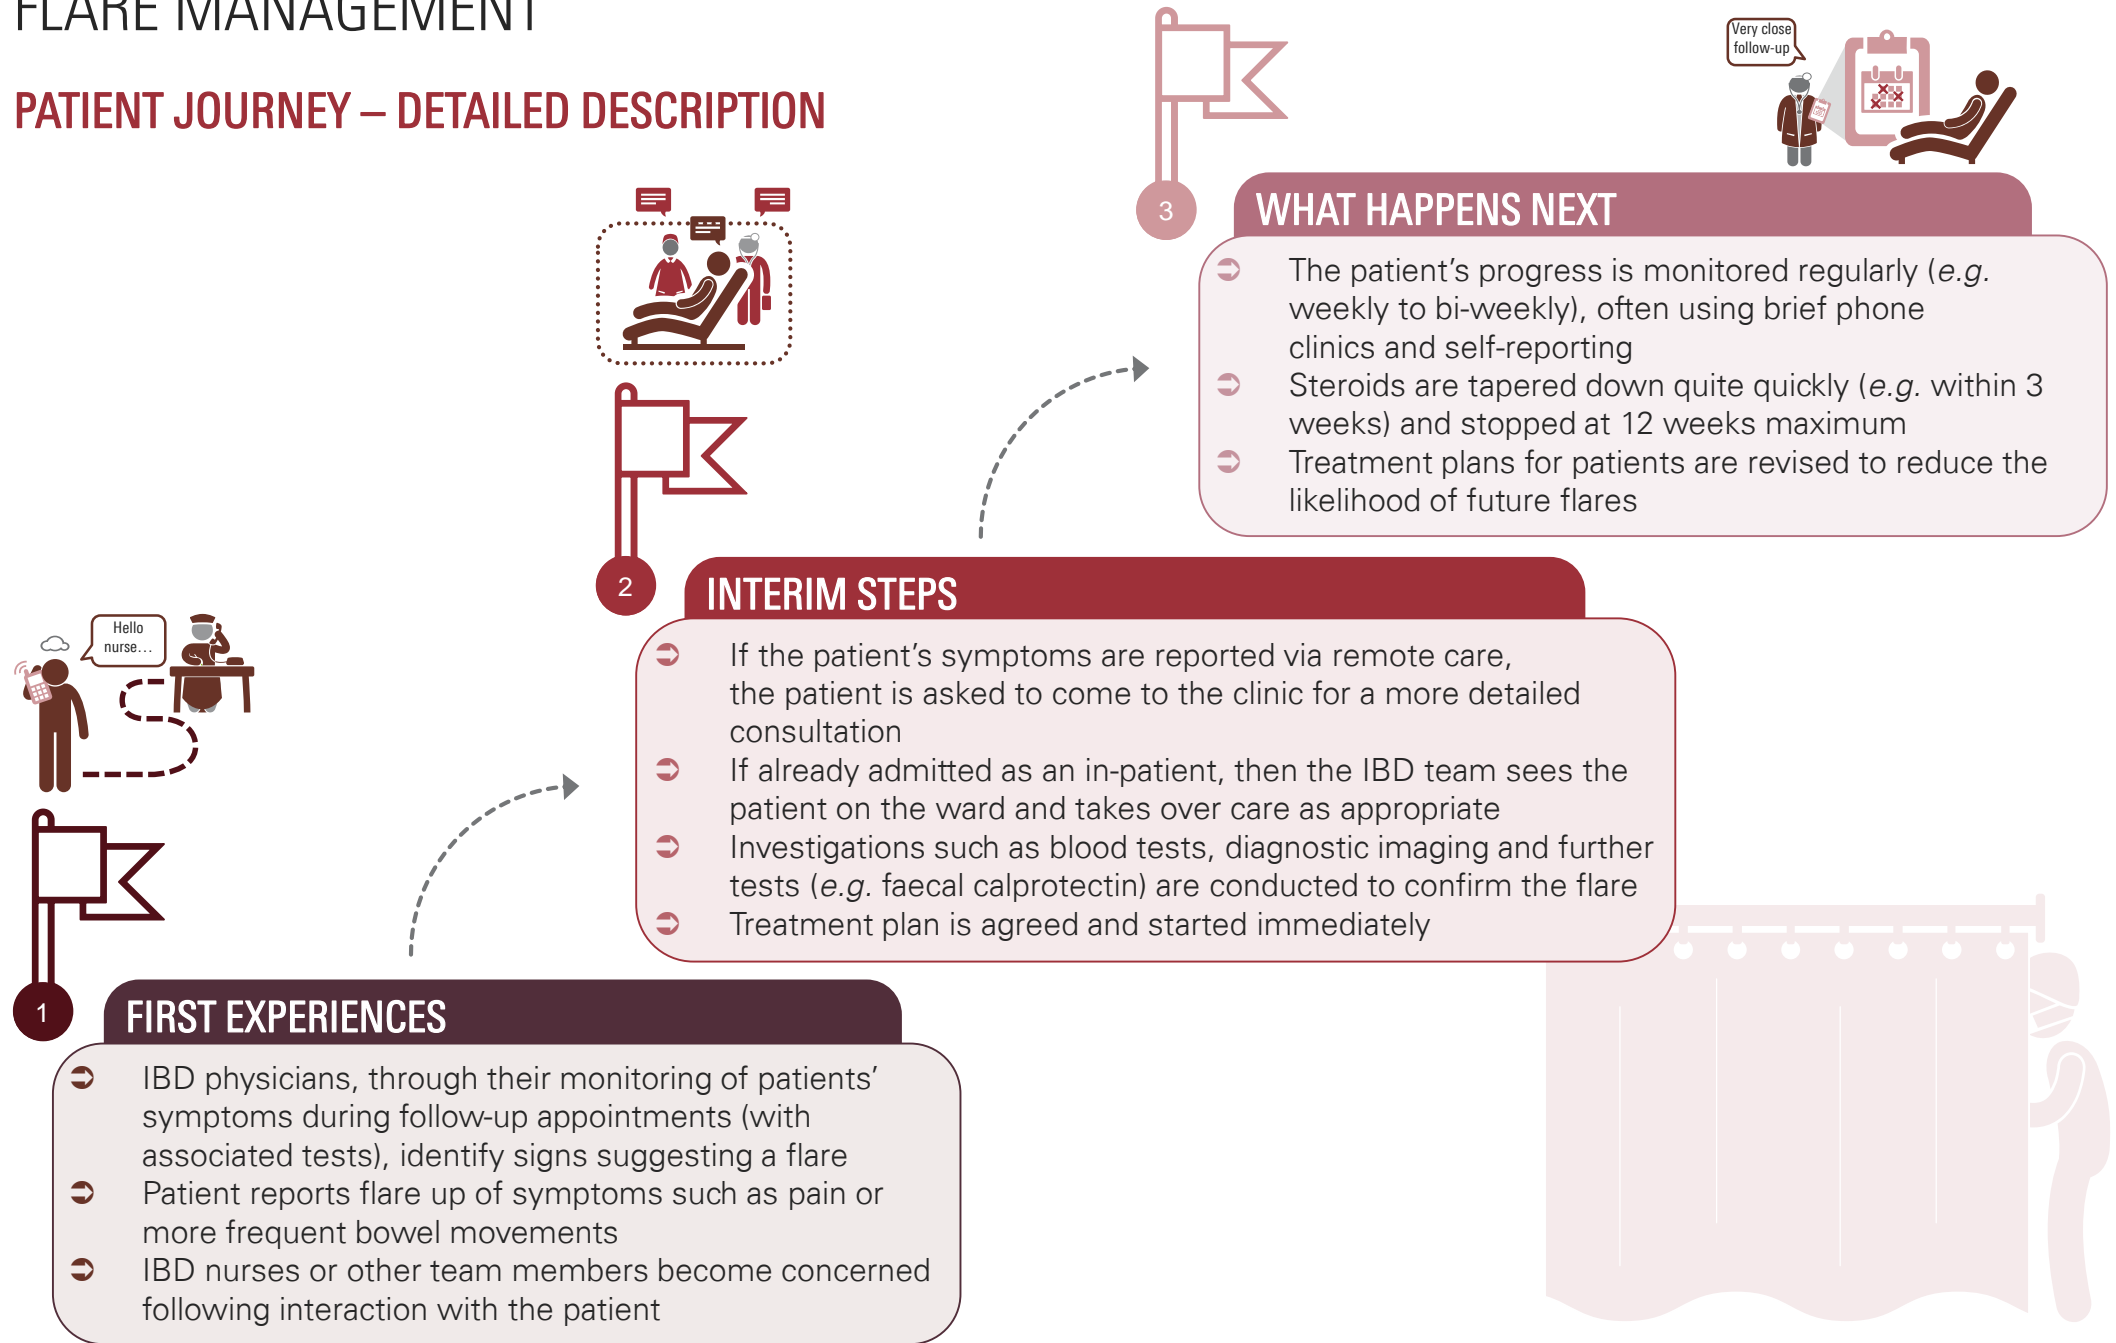 FLARE MANAGEMENT
PATIENT JOURNEY – DETAILED DESCRIPTION
Very close
follow-up
3
WHAT HAPPENS NEXT
The patient's progress is monitored regularly (e.g.
weekly to bi-weekly), often using brief phone
clinics and self-reporting
Steroids are tapered down quite quickly (e.g. within 3
weeks) and stopped at 12 weeks maximum
Treatment plans for patients are revised to reduce the
likelihood of future flares
2
INTERIM STEPS
If the patient's symptoms are reported via remote care,
the patient is asked to come to the clinic for a more detailed
consultation
If already admitted as an in-patient, then the IBD team sees the
patient on the ward and takes over care as appropriate
Investigations such as blood tests, diagnostic imaging and further
tests (e.g. faecal calprotectin) are conducted to confirm the flare
Treatment plan is agreed and started immediately
Hello
nurse…
1
FIRST EXPERIENCES
IBD physicians, through their monitoring of patients'
symptoms during follow-up appointments (with
associated tests), identify signs suggesting a flare
Patient reports flare up of symptoms such as pain or
more frequent bowel movements
IBD nurses or other team members become concerned
following interaction with the patient